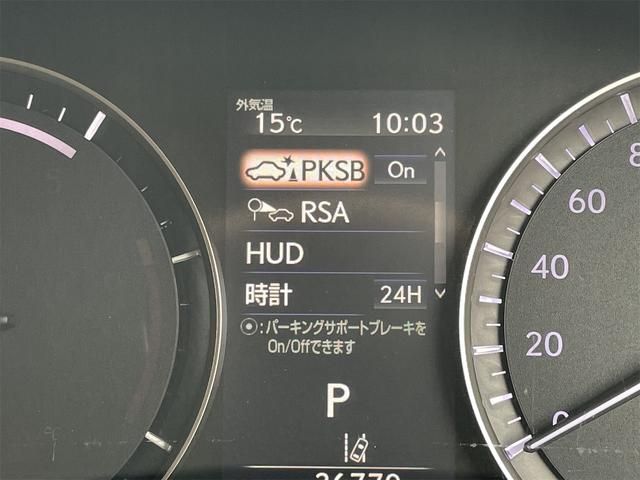 外気温
15℃ 10:03
PKSB On
RSA
HUD
時計 24H
⦿:パーキングサポートブレーキを
On/Offできます
P
80
60
40
20
0